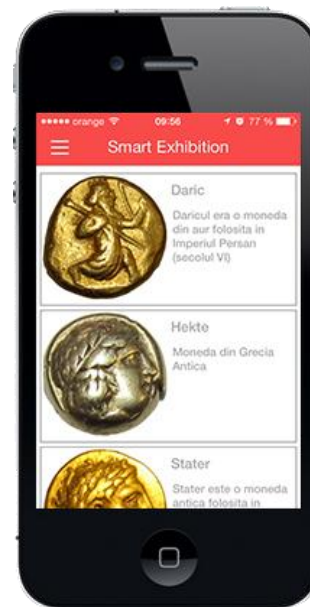 orange 09:56 77 %
Smart Exhibition
Daric
Daricul era o moneda
din aur folosita in
Imperiul Persan
(secolul VI)
Hekte
Moneda din Grecia
Antica
Stater
Stater este o moneda
antica folosita in